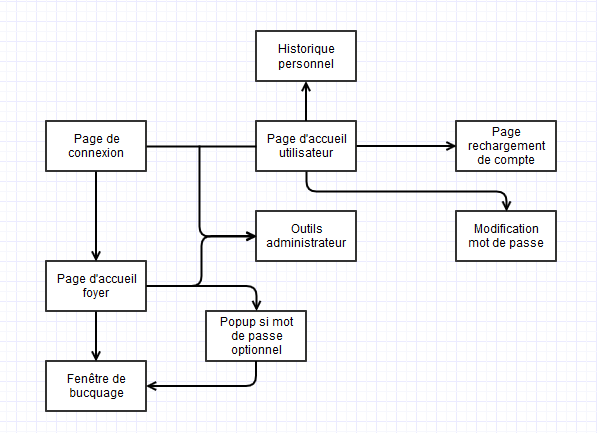 Historique
personnel
Page de
connexion
Page d'accueil
utilisateur
Page
rechargement
de compte
Outils
administrateur
Modification
mot de passe
Page d'accueil
foyer
Popup si mot
de passe
optionnel
Fenêtre de
bucquage